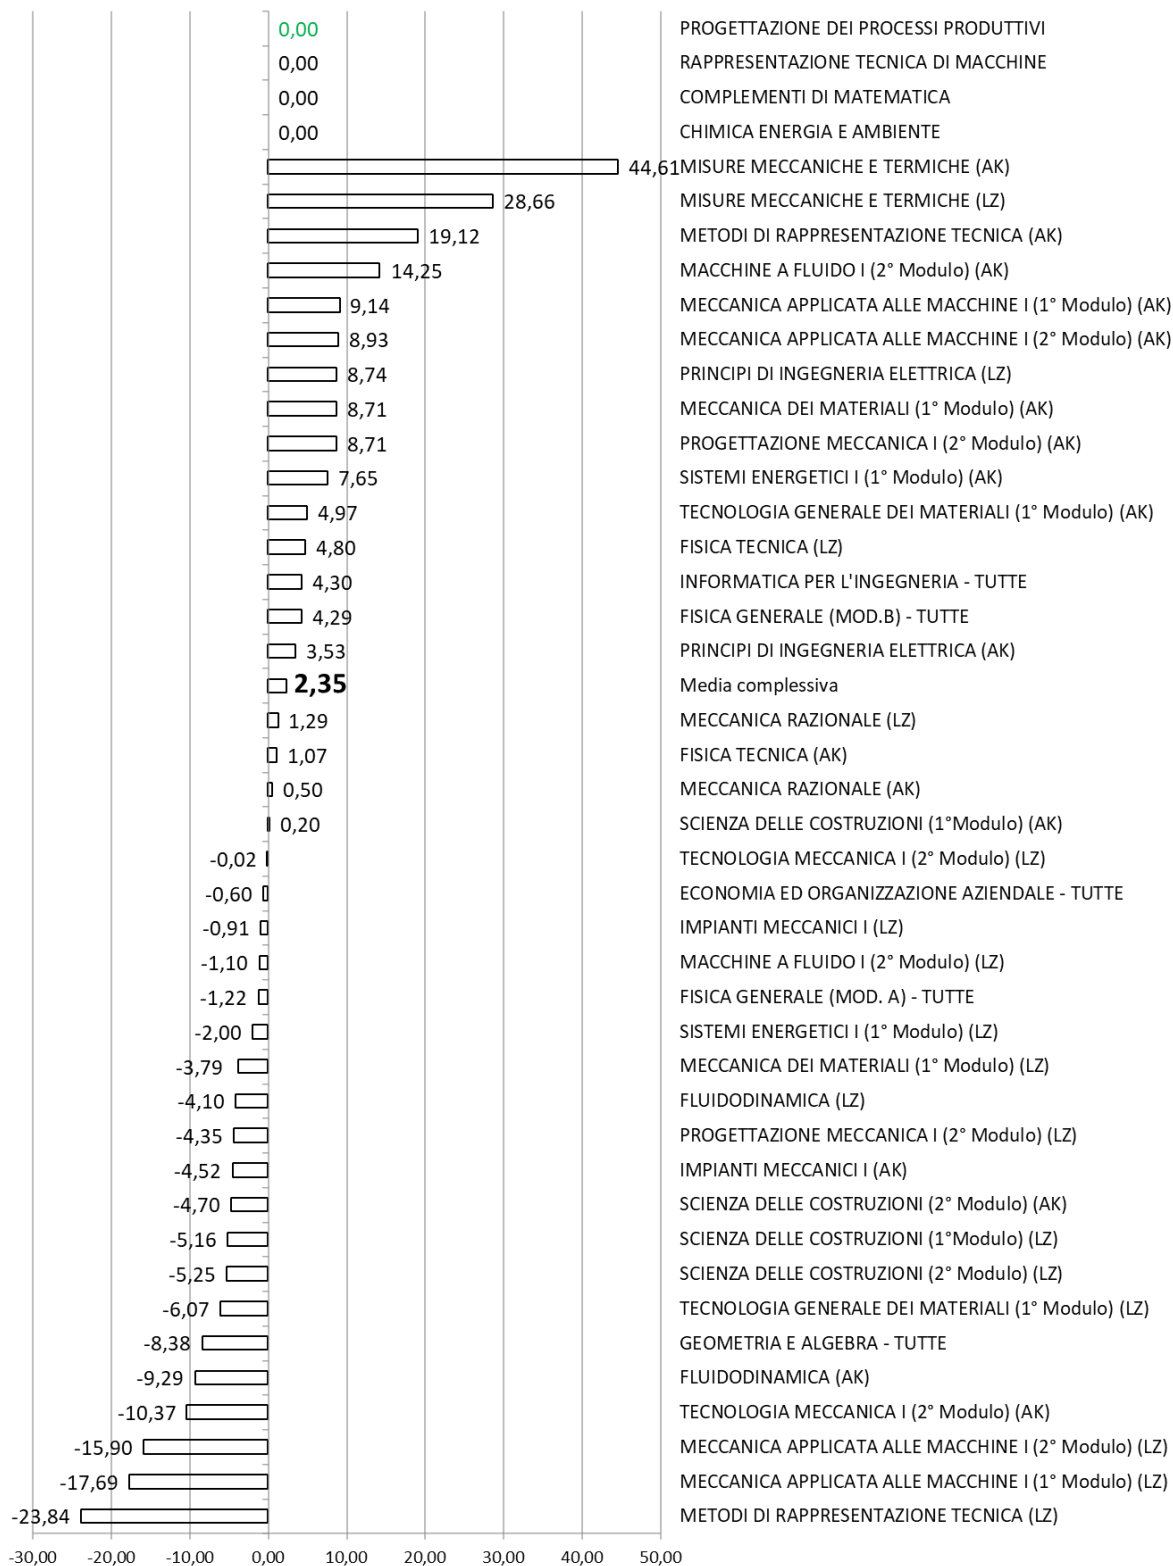 0,00 PROGETTAZIONE DEI PROCESSI PRODUTTIVI
0,00 RAPPRESENTAZIONE TECNICA DI MACCHINE
0,00 COMPLEMENTI DI MATEMATICA
0,00 CHIMICA ENERGIA E AMBIENTE
44,61 MISURE MECCANICHE E TERMICHE (AK)
28,66 MISURE MECCANICHE E TERMICHE (LZ)
19,12 METODI DI RAPPRESENTAZIONE TECNICA (AK)
14,25 MACCHINE A FLUIDO I (2° Modulo) (AK)
9,14 MECCANICA APPLICATA ALLE MACCHINE I (1° Modulo) (AK)
8,93 MECCANICA APPLICATA ALLE MACCHINE I (2° Modulo) (AK)
8,74 PRINCIPI DI INGEGNERIA ELETTRICA (LZ)
8,71 MECCANICA DEI MATERIALI (1° Modulo) (AK)
8,71 PROGETTAZIONE MECCANICA I (2° Modulo) (AK)
7,65 SISTEMI ENERGETICI I (1° Modulo) (AK)
4,97 TECNOLOGIA GENERALE DEI MATERIALI (1° Modulo) (AK)
4,80 FISICA TECNICA (LZ)
4,30 INFORMATICA PER L'INGEGNERIA - TUTTE
4,29 FISICA GENERALE (MOD.B) - TUTTE
3,53 PRINCIPI DI INGEGNERIA ELETTRICA (AK)
2,35 Media complessiva
1,29 MECCANICA RAZIONALE (LZ)
1,07 FISICA TECNICA (AK)
0,50 MECCANICA RAZIONALE (AK)
0,20 SCIENZA DELLE COSTRUZIONI (1°Modulo) (AK)
-0,02 TECNOLOGIA MECCANICA I (2° Modulo) (LZ)
-0,60 ECONOMIA ED ORGANIZZAZIONE AZIENDALE - TUTTE
-0,91 IMPIANTI MECCANICI I (LZ)
-1,10 MACCHINE A FLUIDO I (2° Modulo) (LZ)
-1,22 FISICA GENERALE (MOD. A) - TUTTE
-2,00 SISTEMI ENERGETICI I (1° Modulo) (LZ)
-3,79 MECCANICA DEI MATERIALI (1° Modulo) (LZ)
-4,10 FLUIDODINAMICA (LZ)
-4,35 PROGETTAZIONE MECCANICA I (2° Modulo) (LZ)
-4,52 IMPIANTI MECCANICI I (AK)
-4,70 SCIENZA DELLE COSTRUZIONI (2° Modulo) (AK)
-5,16 SCIENZA DELLE COSTRUZIONI (1°Modulo) (LZ)
-5,25 SCIENZA DELLE COSTRUZIONI (2° Modulo) (LZ)
-6,07 TECNOLOGIA GENERALE DEI MATERIALI (1° Modulo) (LZ)
-8,38 GEOMETRIA E ALGEBRA - TUTTE
-9,29 FLUIDODINAMICA (AK)
-10,37 TECNOLOGIA MECCANICA I (2° Modulo) (AK)
-15,90 MECCANICA APPLICATA ALLE MACCHINE I (2° Modulo) (LZ)
-17,69 MECCANICA APPLICATA ALLE MACCHINE I (1° Modulo) (LZ)
-23,84 METODI DI RAPPRESENTAZIONE TECNICA (LZ)
-30,00 -20,00 -10,00 0,00 10,00 20,00 30,00 40,00 50,00